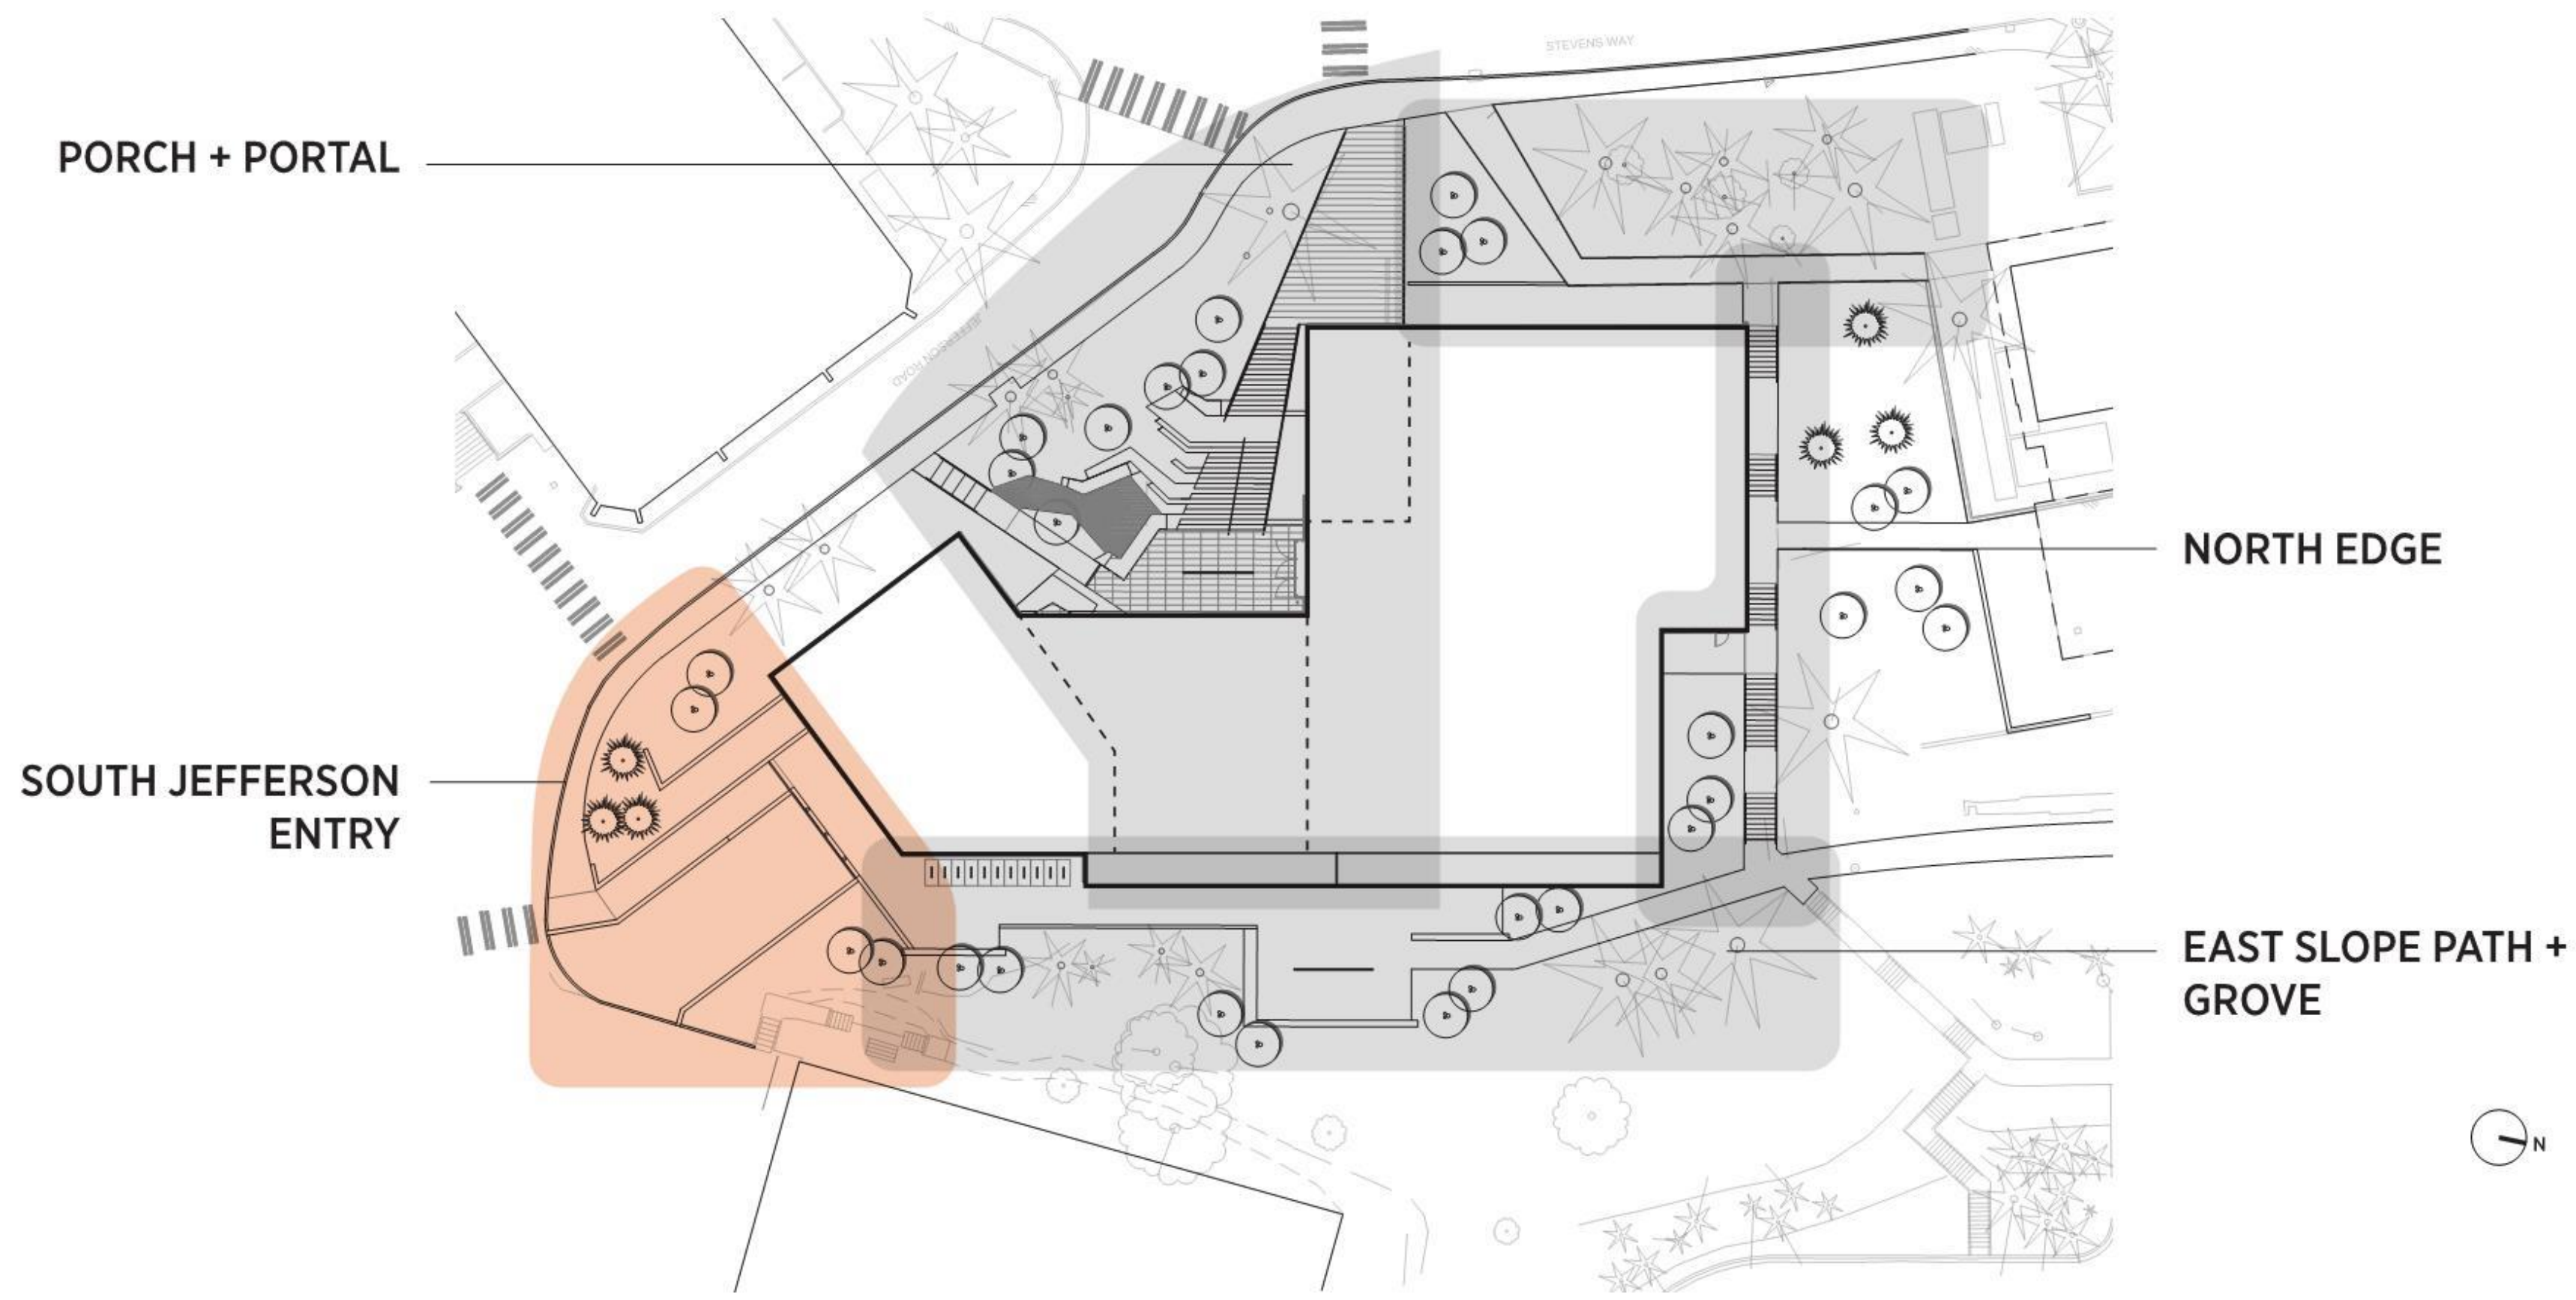 STEVENS WAY
PORCH + PORTAL
JEFFERSON ROAD
NORTH EDGE
SOUTH JEFFERSON
ENTRY
EAST SLOPE PATH +
GROVE
N